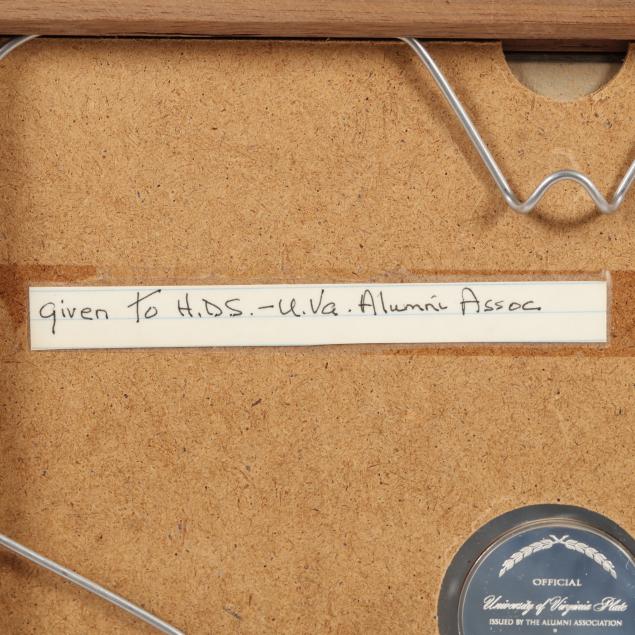 given to H.D.S. - U.Va. Alumni Assoc.
OFFICIAL
University of Virginia Plate
ISSUED BY THE ALUMNI ASSOCIATION